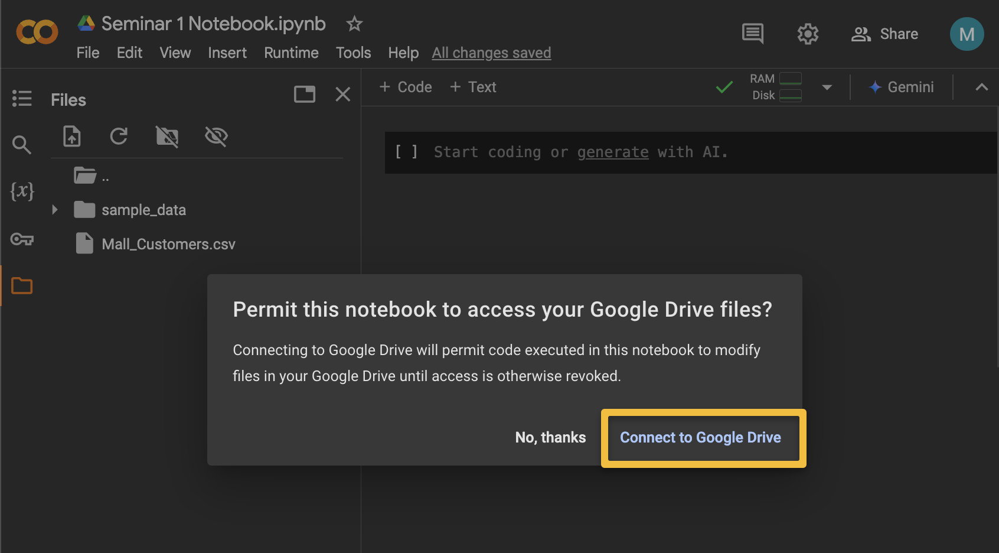 Seminar 1 Notebook.ipynb
File Edit View Insert Runtime Tools Help All changes saved
Share
M
Files
+ Code + Text
RAM
Disk
Gemini
{x}
..
sample_data
Mall_Customers.csv
[ ] Start coding or generate with AI.
Permit this notebook to access your Google Drive files?
Connecting to Google Drive will permit code executed in this notebook to modify
files in your Google Drive until access is otherwise revoked.
No, thanks Connect to Google Drive